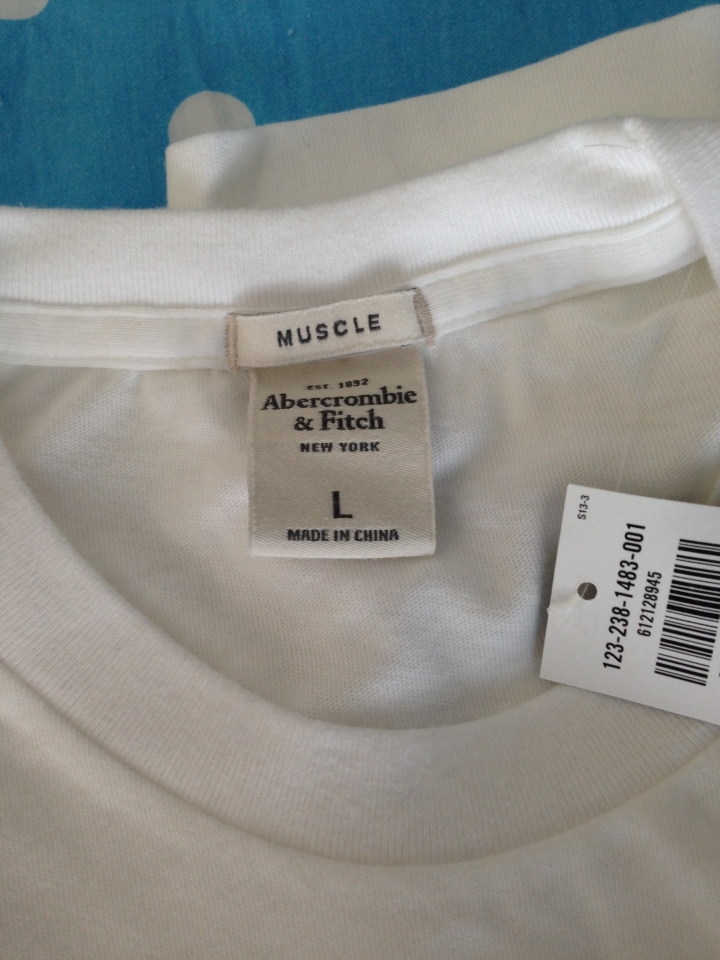 MUSCLE
EST. 1892
Abercrombie
& Fitch
NEW YORK
L
MADE IN CHINA
S13-3
123-238-1483-001
612128945